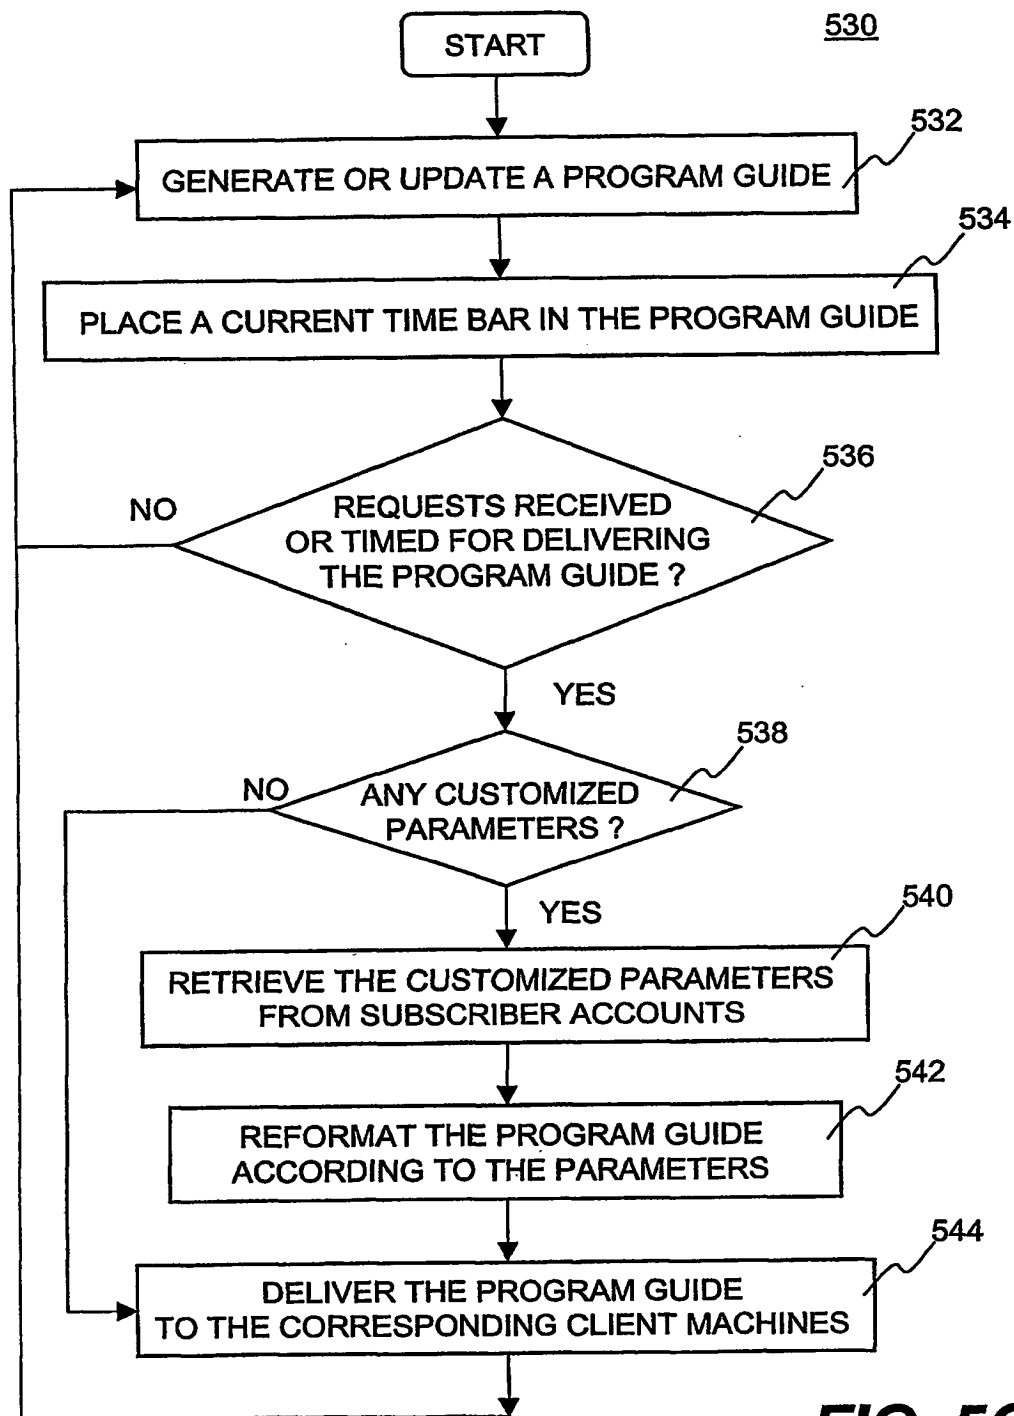 530
START
532
GENERATE OR UPDATE A PROGRAM GUIDE
534
PLACE A CURRENT TIME BAR IN THE PROGRAM GUIDE
536
NO
REQUESTS RECEIVED
OR TIMED FOR DELIVERING
THE PROGRAM GUIDE ?
YES
538
NO
ANY CUSTOMIZED
PARAMETERS ?
YES
540
RETRIEVE THE CUSTOMIZED PARAMETERS
FROM SUBSCRIBER ACCOUNTS
542
REFORMAT THE PROGRAM GUIDE
ACCORDING TO THE PARAMETERS
544
DELIVER THE PROGRAM GUIDE
TO THE CORRESPONDING CLIENT MACHINES